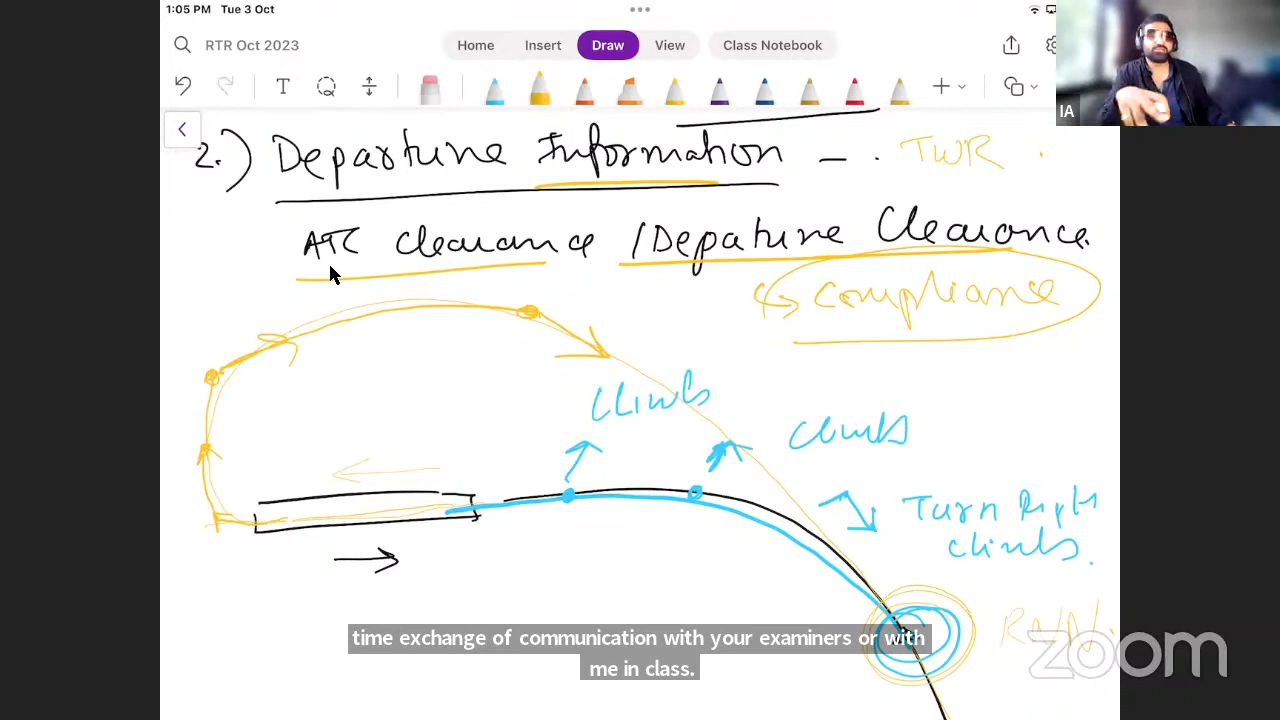 1:05 PM Tue 3 Oct
RTR Oct 2023
Home Insert Draw View Class Notebook
IA
2.) Departure Information - . TWR .
ATC Clearance / Depature Clearance.
Compliance
Climb
Climb
Turn Right
Climb.
time exchange of communication with your examiners or with
me in class.
zoom